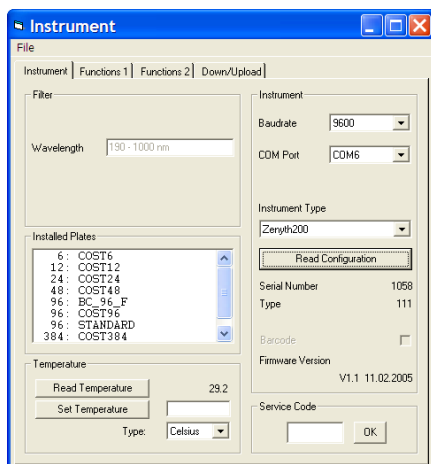 Instrument
File
Instrument Functions 1 Functions 2 Down/Upload
Filter
Wavelength 190 - 1000 nm
Installed Plates
6: COST6
12: COST12
24: COST24
48: COST48
96: BC_96_F
96: COST96
96: STANDARD
384: COST384
Temperature
Read Temperature 29.2
Set Temperature
Type: Celsius
Instrument
Baudrate 9600
COM Port COM6
Instrument Type
Zenyth200
Read Configuration
Serial Number 1058
Type 111
Barcode
Firmware Version
V1.1 11.02.2005
Service Code
OK